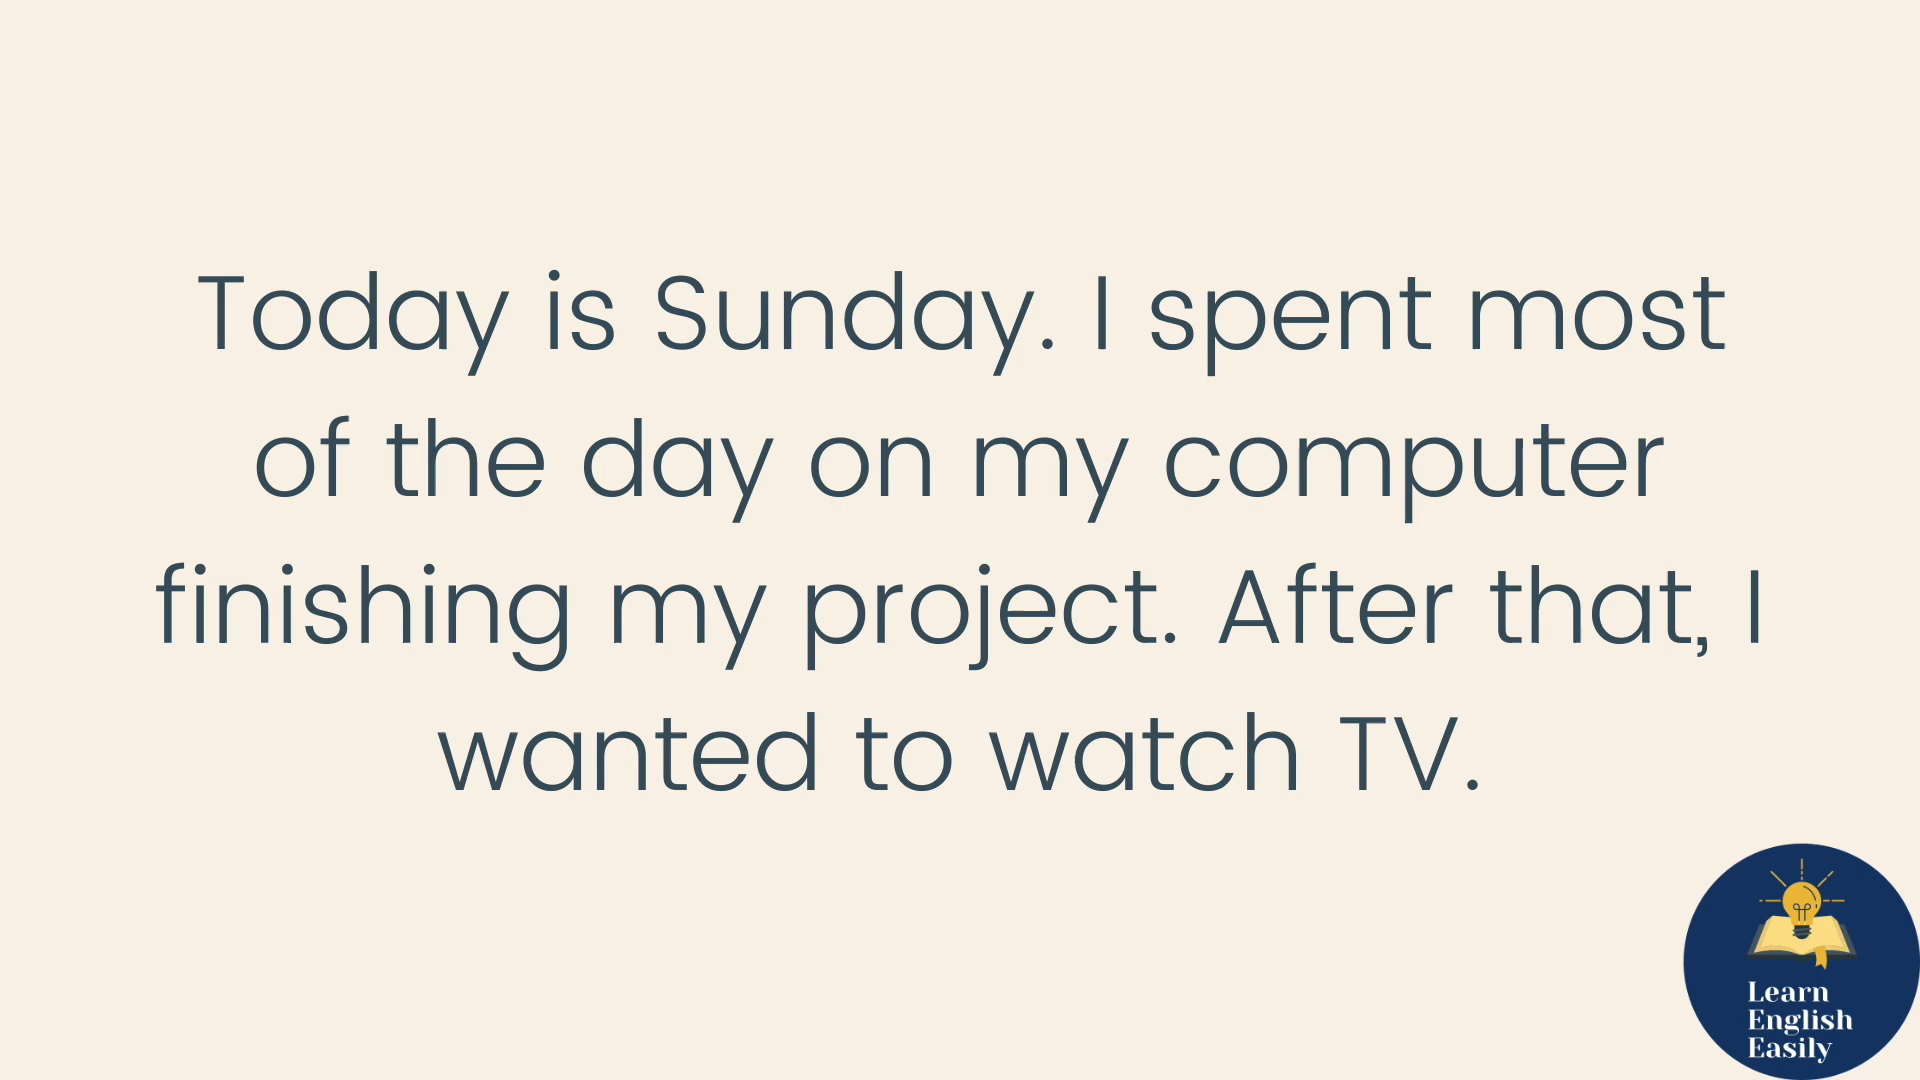 Today is Sunday. I spent most
of the day on my computer
finishing my project. After that, I
wanted to watch TV.
Learn
English
Easily